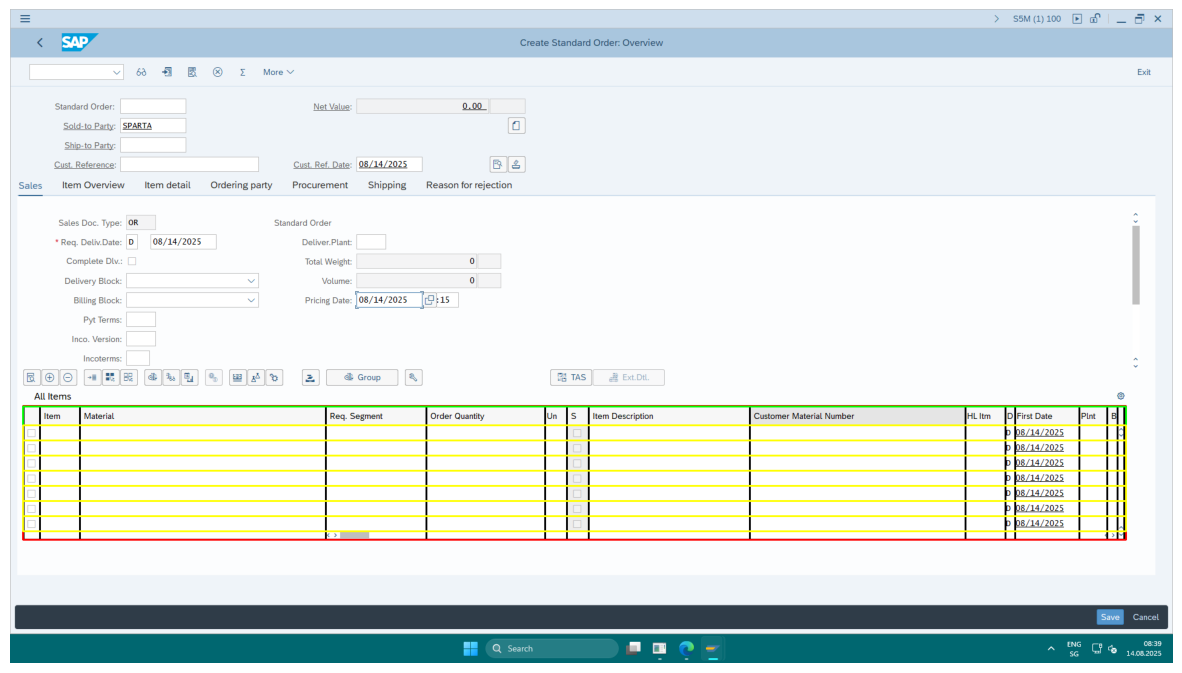 S5M (1) 100
SAP
Create Standard Order: Overview
More
Exit
Standard Order:
Net Value: 0.00
Sold-to Party: SPARTA
Ship-to Party:
Cust. Reference:
Cust. Ref. Date: 08/14/2025
Sales Item Overview Item detail Ordering party Procurement Shipping Reason for rejection
Sales Doc. Type: OR Standard Order
* Req. Deliv.Date: D 08/14/2025 Deliver.Plant:
Complete Dlv.: Total Weight: 0
Delivery Block: Volume: 0
Billing Block: Pricing Date: 08/14/2025 :15
Pyt Terms:
Inco. Version:
Incoterms:
Group TAS Ext.Dtl.
All Items
Item Material Req. Segment Order Quantity Un S Item Description Customer Material Number HL Itm D First Date Plnt B
D 08/14/2025
D 08/14/2025
D 08/14/2025
D 08/14/2025
D 08/14/2025
D 08/14/2025
D 08/14/2025
Save Cancel
Search
ENG 08:39
SG 14.08.2025